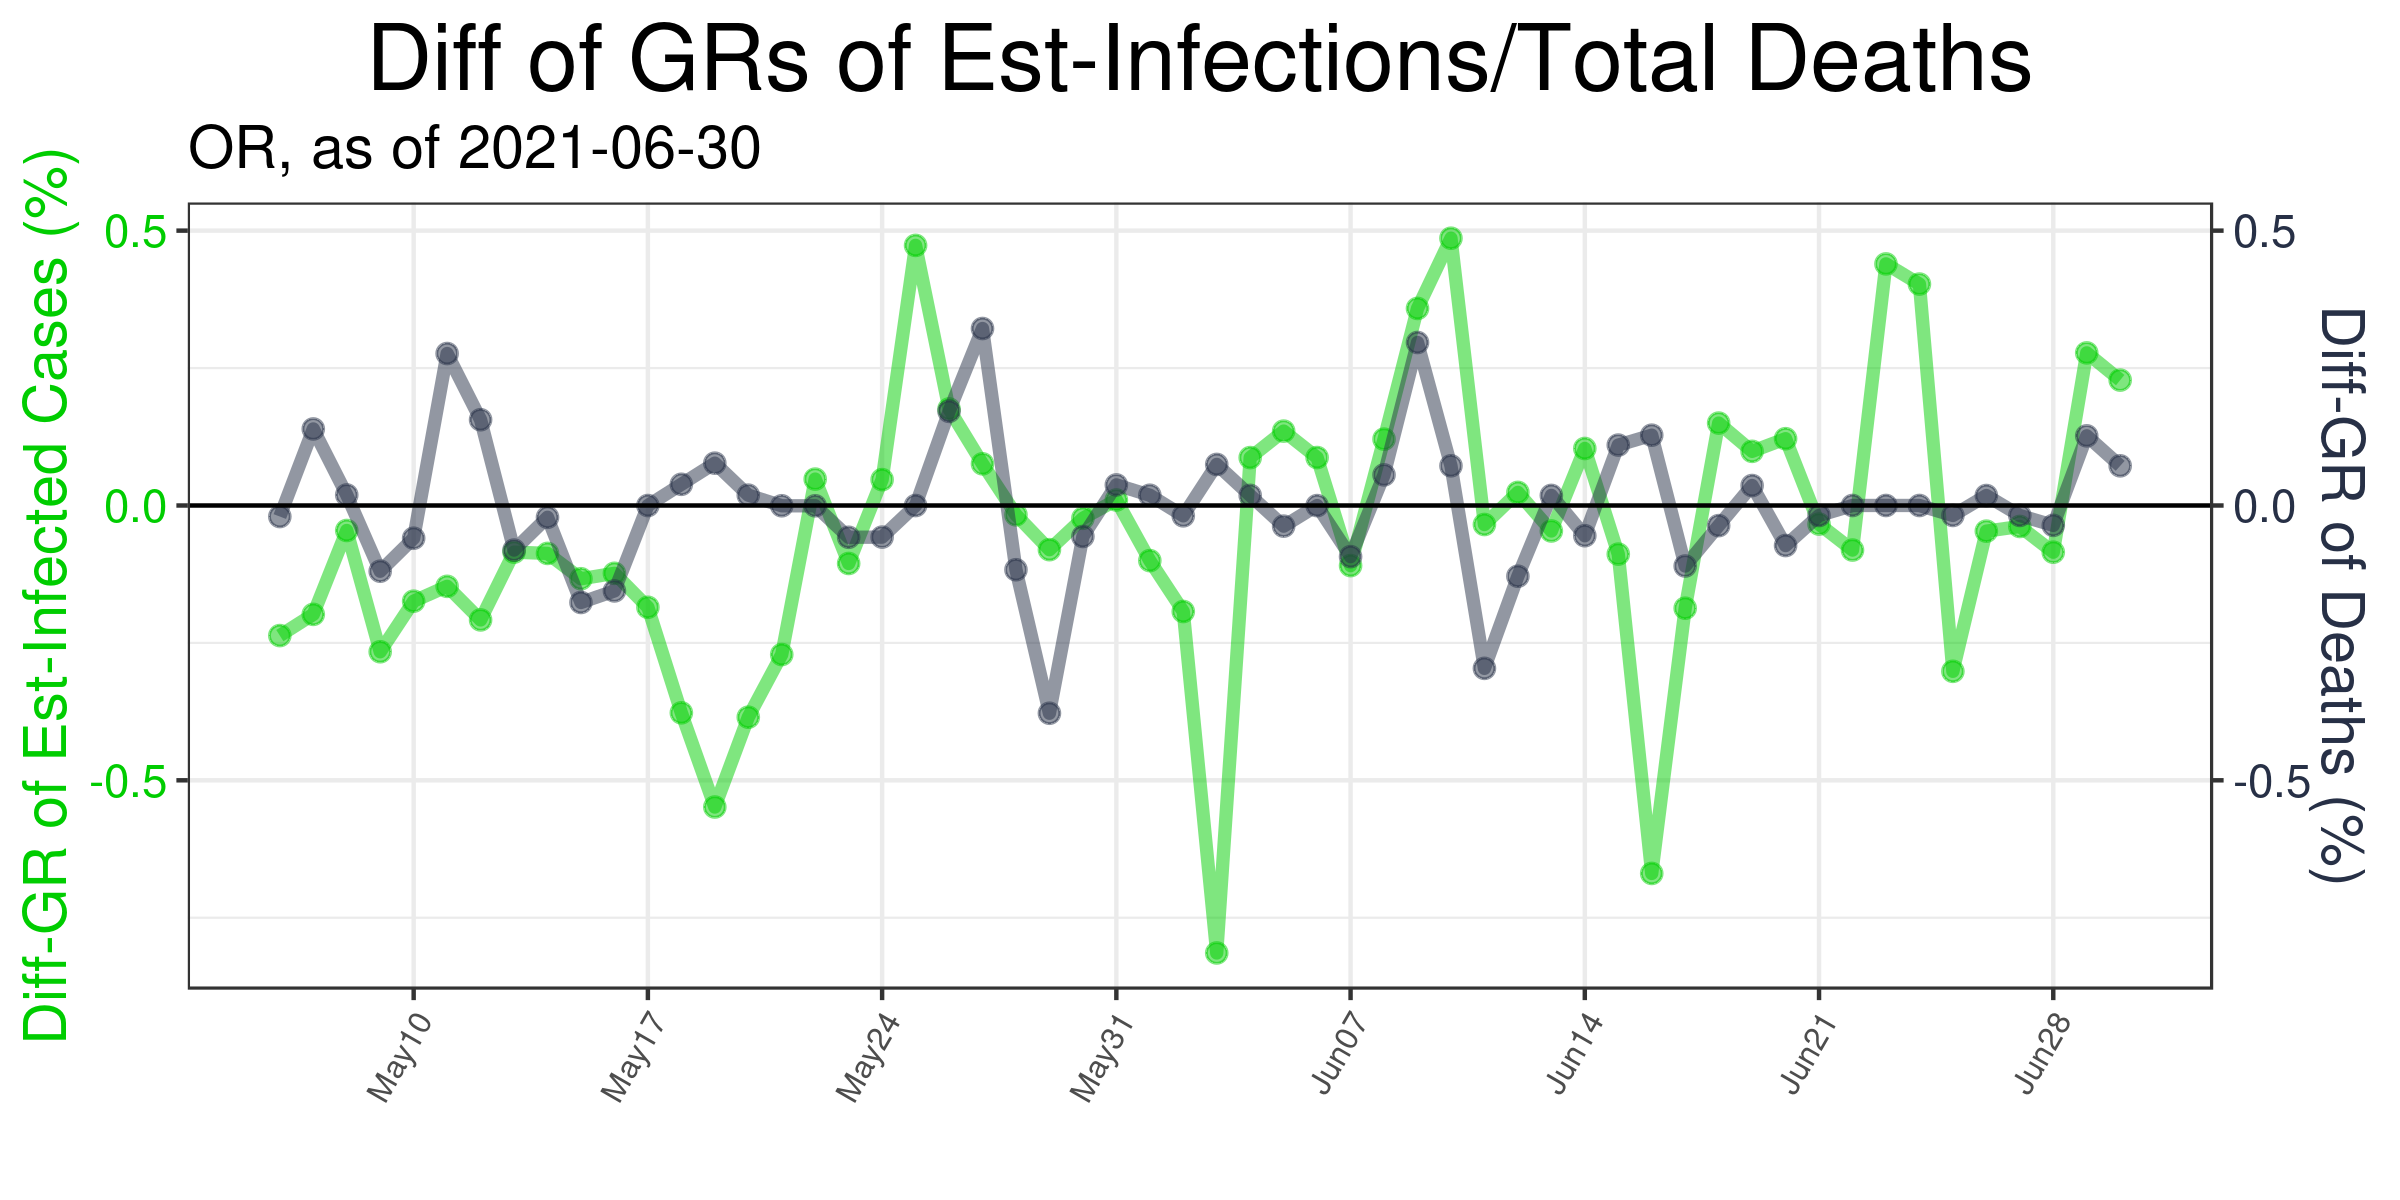 Diff of GRs of Est-Infections/Total Deaths
OR, as of 2021-06-30
Diff-GR of Est-Infected Cases (%)
0.5
0.0
-0.5
0.5
0.0
-0.5
Diff-GR of Deaths (%)
May10
May17
May24
May31
Jun07
Jun14
Jun21
Jun28